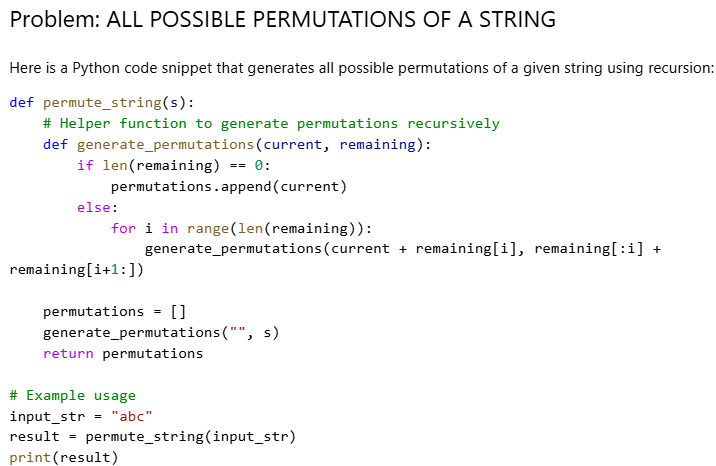 Problem: ALL POSSIBLE PERMUTATIONS OF A STRING
Here is a Python code snippet that generates all possible permutations of a given string using recursion:
def permute_string(s):
    # Helper function to generate permutations recursively
    def generate_permutations(current, remaining):
        if len(remaining) == 0:
            permutations.append(current)
        else:
            for i in range(len(remaining)):
                generate_permutations(current + remaining[i], remaining[:i] +
remaining[i+1:])

    permutations = []
    generate_permutations("", s)
    return permutations

# Example usage
input_str = "abc"
result = permute_string(input_str)
print(result)